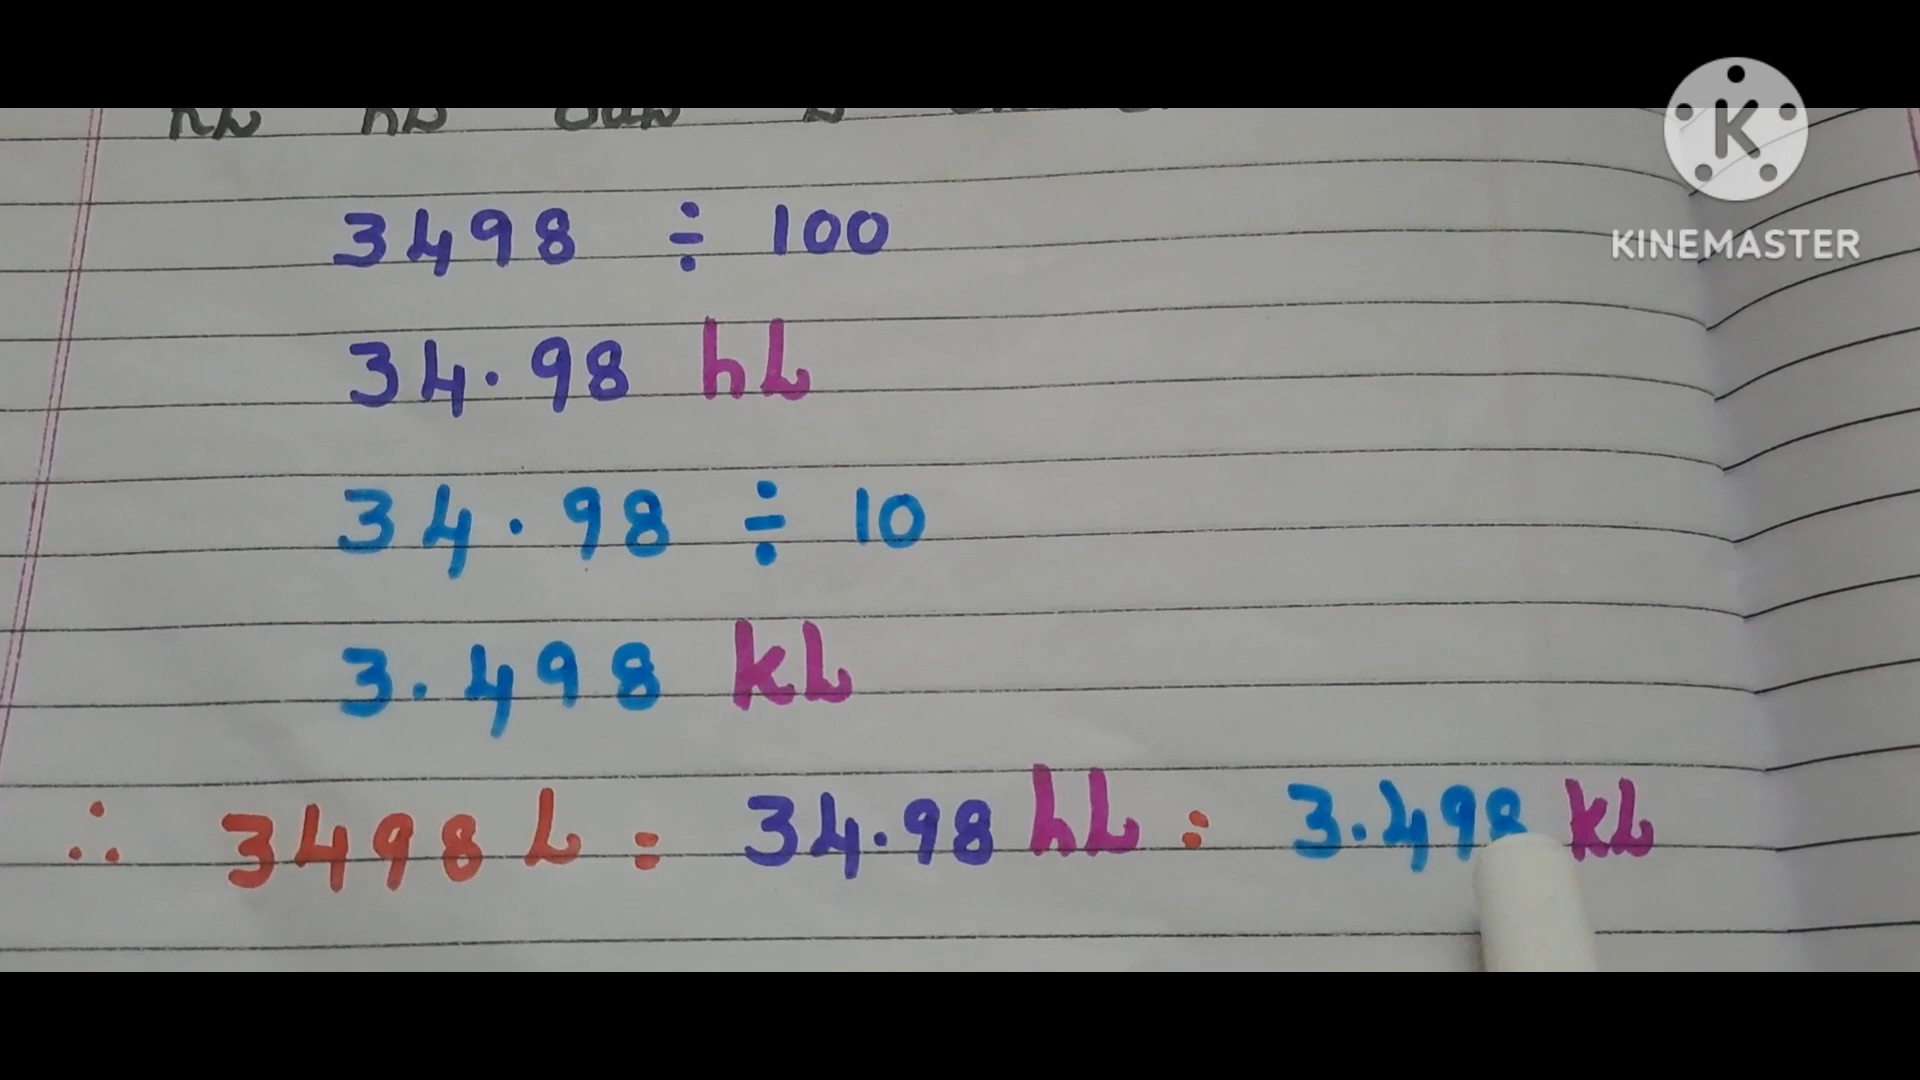 KINEMASTER
3498 ÷ 100
34.98 hL
34.98 ÷ 10
3.498 kL
∴ 3498 L = 34.98 hL = 3.498 kL